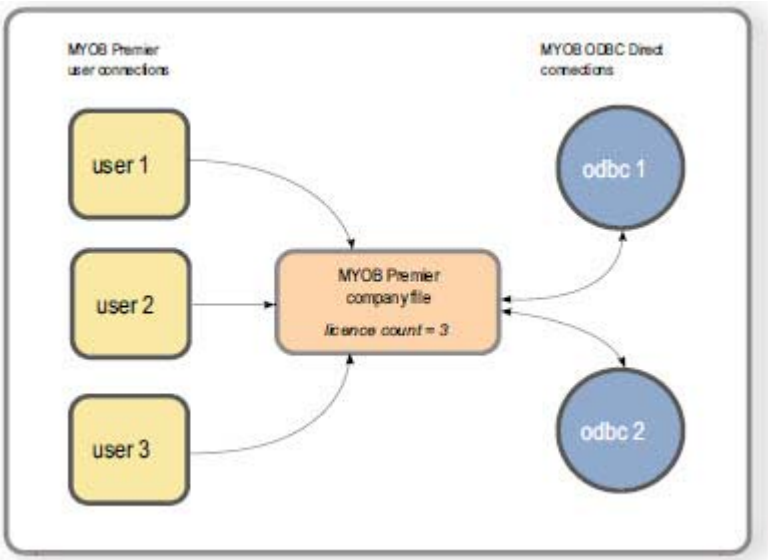 MYOB Premier
user connections
MYOB ODBC Direct
connections
user 1
odbc 1
MYOB Premier
company file
licence count = 3
user 2
user 3
odbc 2